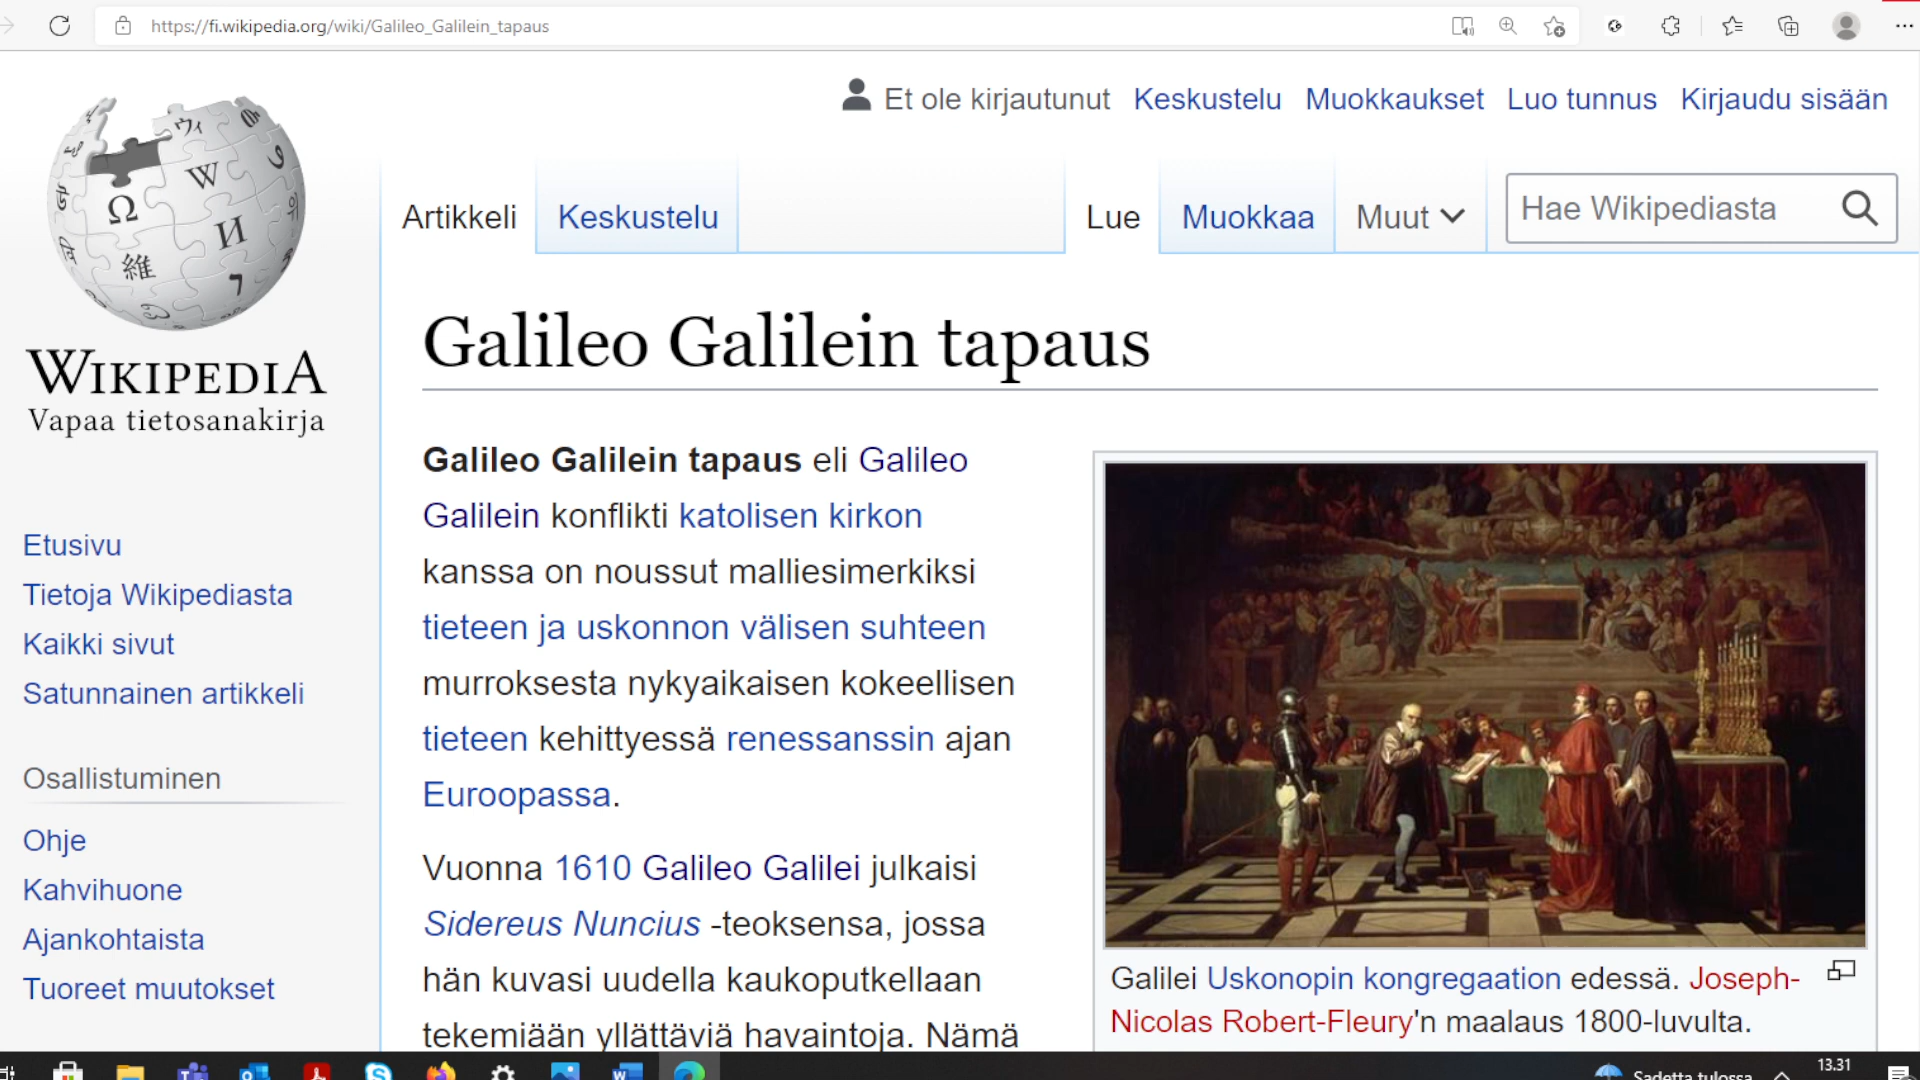 https://fi.wikipedia.org/wiki/Galileo_Galilein_tapaus
Et ole kirjautunut Keskustelu Muokkaukset Luo tunnus Kirjaudu sisään
Artikkeli Keskustelu Lue Muokkaa Muut Hae Wikipediasta
WIKIPEDIA
Vapaa tietosanakirja
Etusivu
Tietoja Wikipediasta
Kaikki sivut
Satunnainen artikkeli
Osallistuminen
Ohje
Kahvihuone
Ajankohtaista
Tuoreet muutokset
Galileo Galilein tapaus
Galileo Galilein tapaus eli Galileo
Galilein konflikti katolisen kirkon
kanssa on noussut malliesimerkiksi
tieteen ja uskonnon välisen suhteen
murroksesta nykyaikaisen kokeellisen
tieteen kehittyessä renessanssin ajan
Euroopassa.
Vuonna 1610 Galileo Galilei julkaisi
Sidereus Nuncius -teoksensa, jossa
hän kuvasi uudella kaukoputkellaan
tekemiään yllättäviä havaintoja. Nämä
Galilei Uskonopin kongregaation edessä. Joseph-
Nicolas Robert-Fleury'n maalaus 1800-luvulta.
Sadetta tulossa
13.31